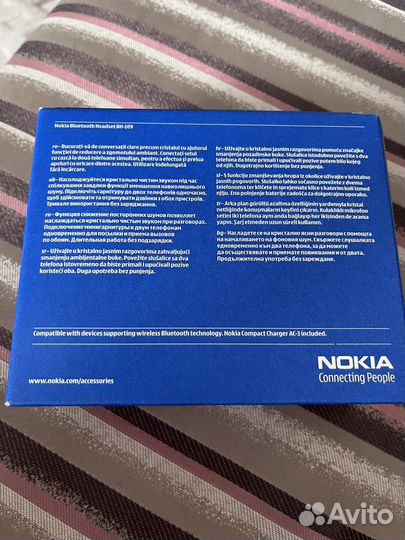 Nokia Bluetooth Headset BH-109
ro– Bucuraţi-vă de conversaţii clare precum cristalul cu ajutorul
funcţiei de reducere a zgomotului ambiant. Conectaţi setul
cu cască la două telefoane simultan, pentru a efectua şi prelua
apeluri cu oricare dintre acestea. Utilizare îndelungată
fără încărcare.
uk– Насолоджуйтеся кристально чистим звуком під час
спілкування завдяки функції зменшення навколишнього
шуму. Підключіть гарнітуру до двох телефонів одночасно,
щоб здійснювати та отримувати дзвінки з обох пристроїв.
Тривале використання без заряджання.
ru– Функция снижения посторонних шумов позволяет
наслаждаться кристально чистым звуком при разговорах.
Подключение минигарнитуры к двум телефонам
одновременно для посылки и приема вызовов
по обоим. Длительная работа без подзарядки.
sr– Uživajte u kristalno jasnim razgovorima zahvaljujući
smanjenju ambijentalne buke. Povežite slušalice sa dva
telefona istovremeno da biste primali i upućivali pozive
koristeći oba. Duga upotreba bez punjenja.
hr– Uživajte u kristalno jasnim razgovorima pomoću značajke
smanjenja pozadinske buke. Slušalice istodobno povežite s dva
telefona da biste primali i upućivali pozive putem bilo kojeg
od njih. Dugotrajno korištenje bez punjenja.
sl– S funkcijo zmanjševanja hrupa iz okolice uživajte v kristalno
jasnih pogovorih. Slušalko lahko sočasno povežete z dvema
telefonoma ter kličete in sprejemate klice s katerim koli izmed
njiju. Eno polnjenje baterije zadošča za dolgotrajno uporabo.
tr– Arka plan gürültü azaltma özelliğinin yardımıyla kristal
netliğinde konuşmaların keyfini çıkarın. Kulaklıklı mikrofon
setini iki telefona aynı anda bağlayıp her ikisinden de arama
yapın. Şarj etmeden uzun süreli kullanım.
bg– Насладете се на кристално ясни разговори с помощта
на намаляването на фоновия шум. Свържете слушалката
едновременно към два телефона, за да можете
да осъществявате и приемате повиквания и от двата.
Продължителна употреба без зареждане.
Compatible with devices supporting wireless Bluetooth technology. Nokia Compact Charger AC-3 included.
www.nokia.com/accessories
NOKIA
Connecting People
Avito